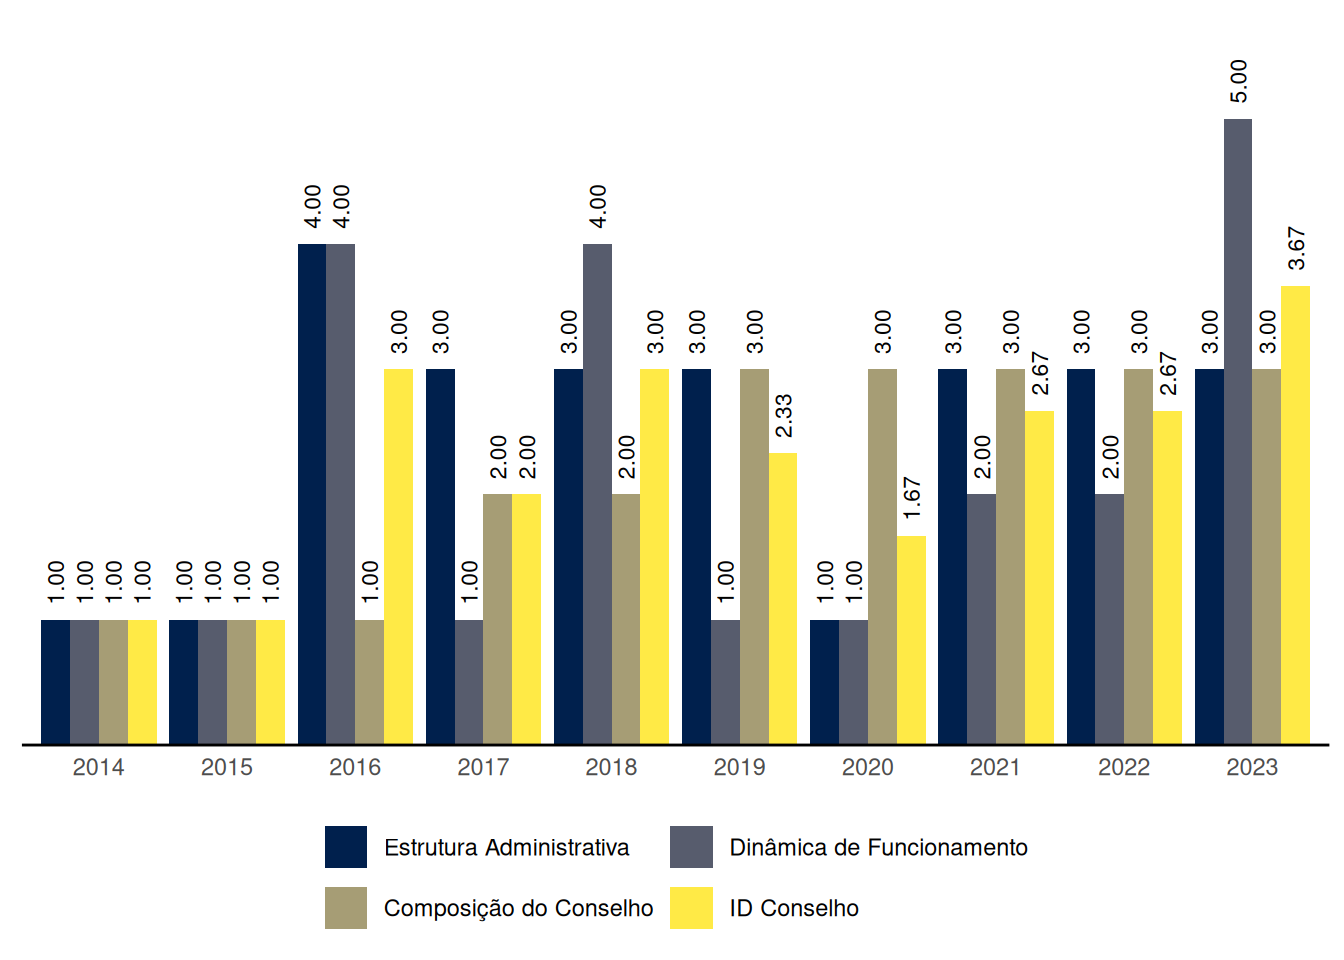 5.00
4.00 4.00 4.00
3.67
3.00 3.00 3.00 3.00 3.00 3.00 3.00 3.00 3.00 3.00 3.00 3.00 3.00
2.67 2.67
2.33
2.00 2.00 2.00 2.00 2.00
1.67
1.00 1.00 1.00 1.00 1.00 1.00 1.00 1.00 1.00 1.00 1.00 1.00 1.00
2014 2015 2016 2017 2018 2019 2020 2021 2022 2023
Estrutura Administrativa Dinâmica de Funcionamento
Composição do Conselho ID Conselho